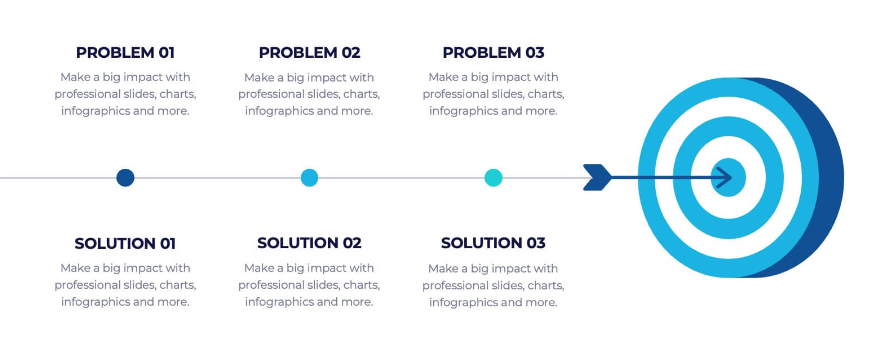 PROBLEM 01
Make a big impact with
professional slides, charts,
infographics and more.
PROBLEM 02
Make a big impact with
professional slides, charts,
infographics and more.
PROBLEM 03
Make a big impact with
professional slides, charts,
infographics and more.
SOLUTION 01
Make a big impact with
professional slides, charts,
infographics and more.
SOLUTION 02
Make a big impact with
professional slides, charts,
infographics and more.
SOLUTION 03
Make a big impact with
professional slides, charts,
infographics and more.